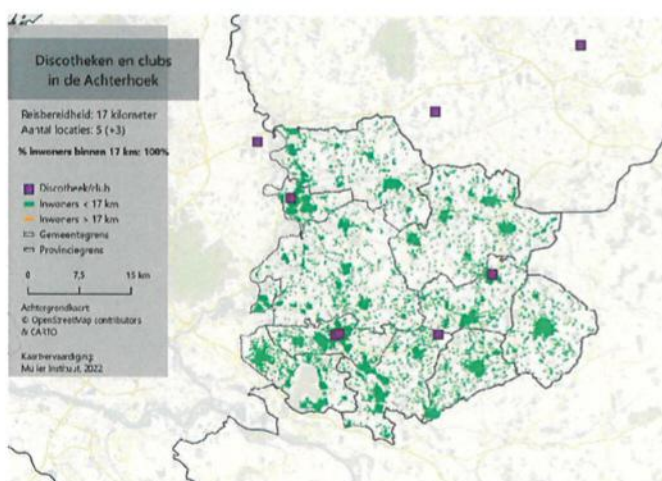 Discotheken en clubs
in de Achterhoek
Reisbereidheid: 17 kilometer
Aantal locaties: 5 (+3)
% inwoners binnen 17 km: 100%
Discotheek/club
Inwoners < 17 km
Inwoners > 17 km
Gemeentegrens
Provinciegrens
0 7,5 15 km
Achtergrondkaart:
© OpenStreetMap contributors
& CARTO
Kaartvervaardiging:
Mulier Instituut, 2022